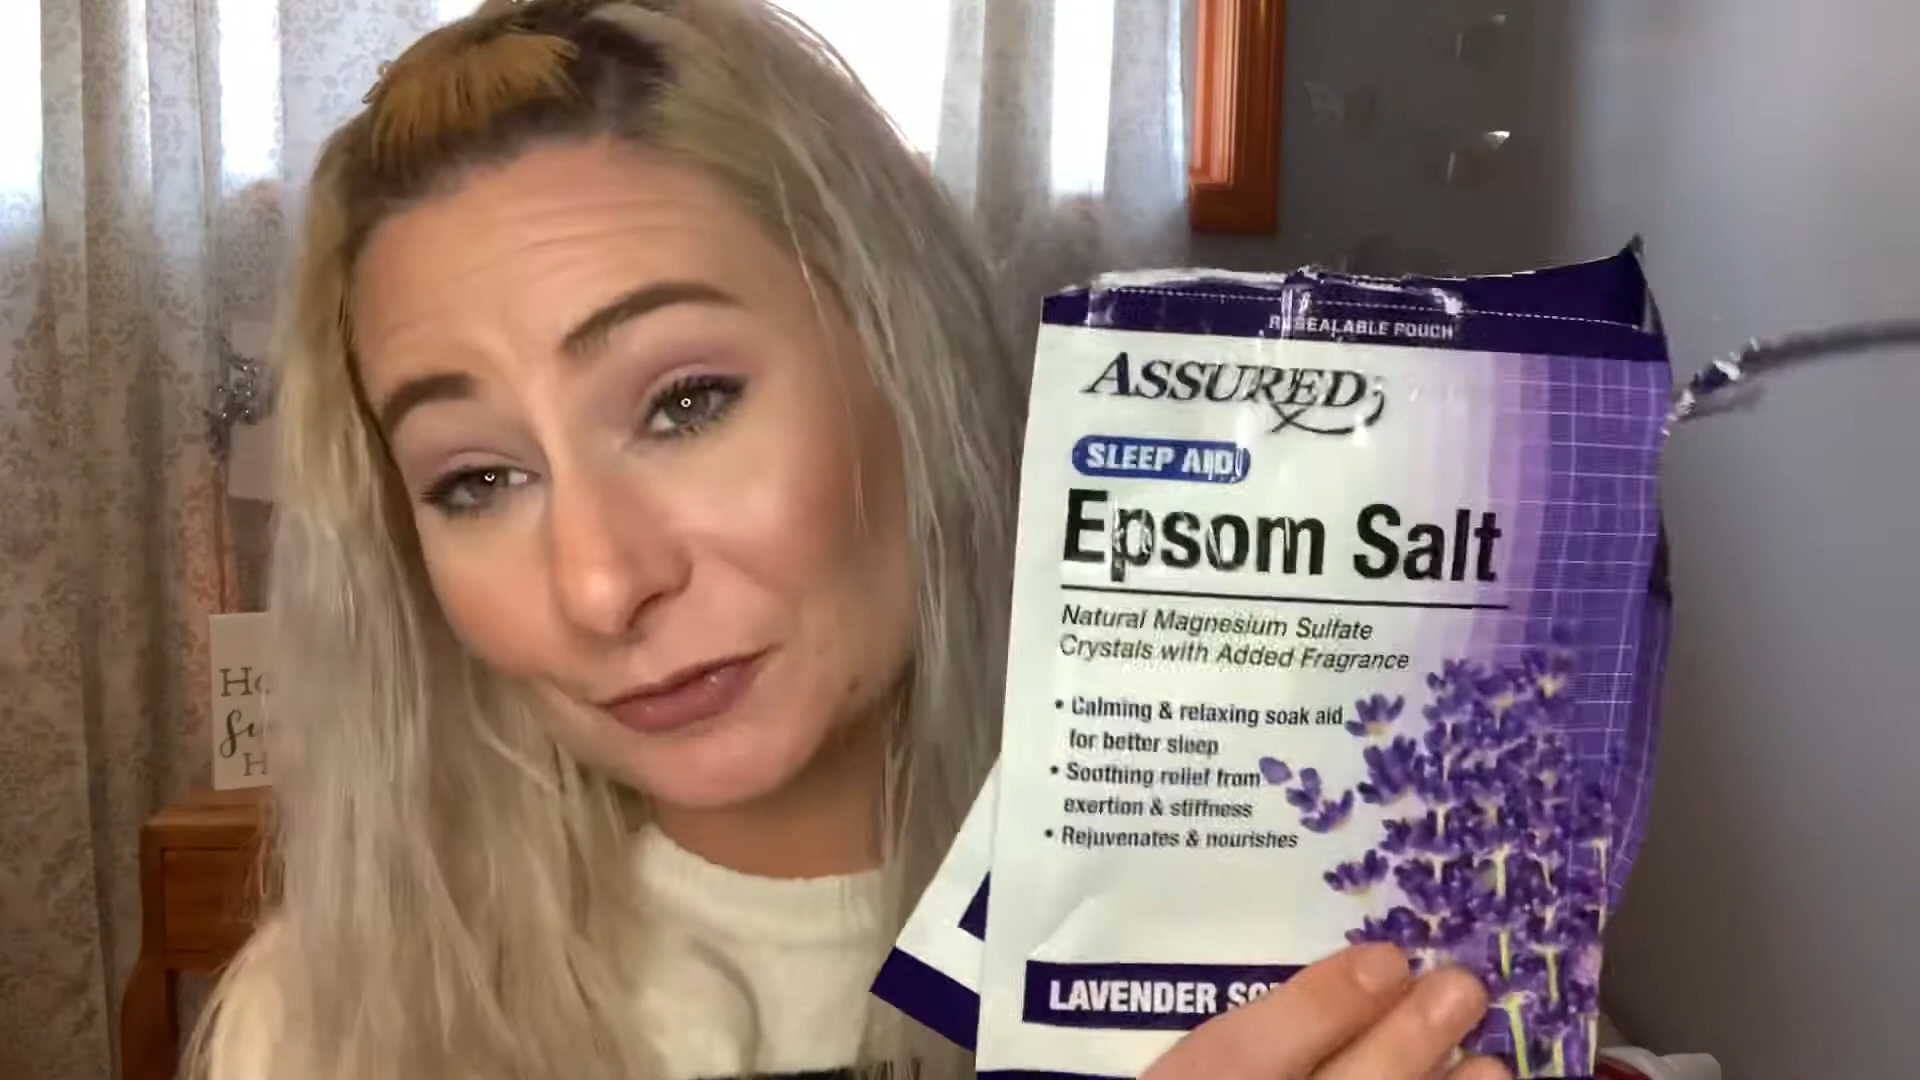 RESEALABLE POUCH
ASSURED
SLEEP AID
Epsom Salt
Natural Magnesium Sulfate
Crystals with Added Fragrance
• Calming & relaxing soak aid
for better sleep
• Soothing relief from
exertion & stiffness
• Rejuvenates & nourishes
LAVENDER